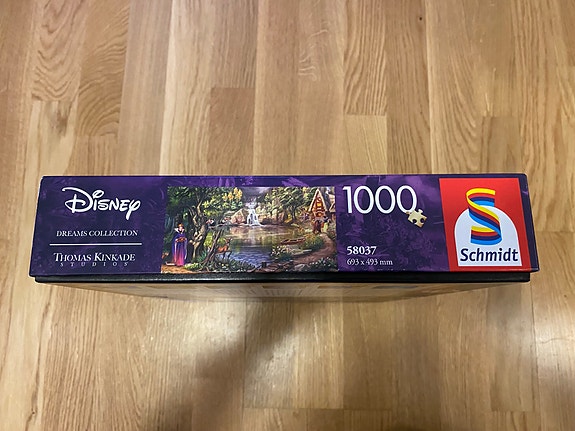 Disney
DREAMS COLLECTION
THOMAS KINKADE
STUDIOS
1000
58037
693 x 493 mm
S
Schmidt